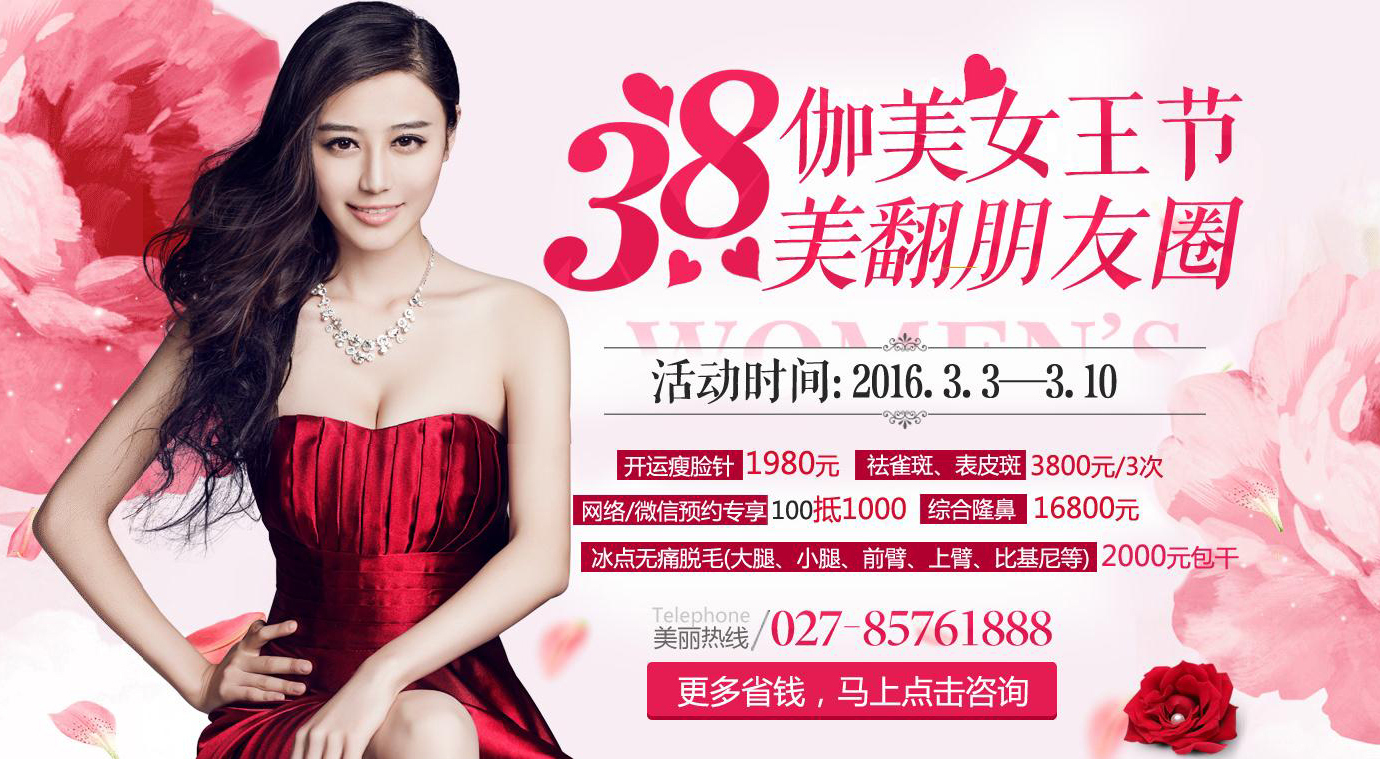 38 伽美女王节
美翻朋友圈
WOMEN'S
活动时间: 2016. 3. 3—3. 10
开运瘦脸针 1980元 祛雀斑、表皮斑 3800元/3次
网络/微信预约专享 100抵1000 综合隆鼻 16800元
冰点无痛脱毛(大腿、小腿、前臂、上臂、比基尼等) 2000元包干
Telephone
美丽热线/027-85761888
更多省钱，马上点击咨询